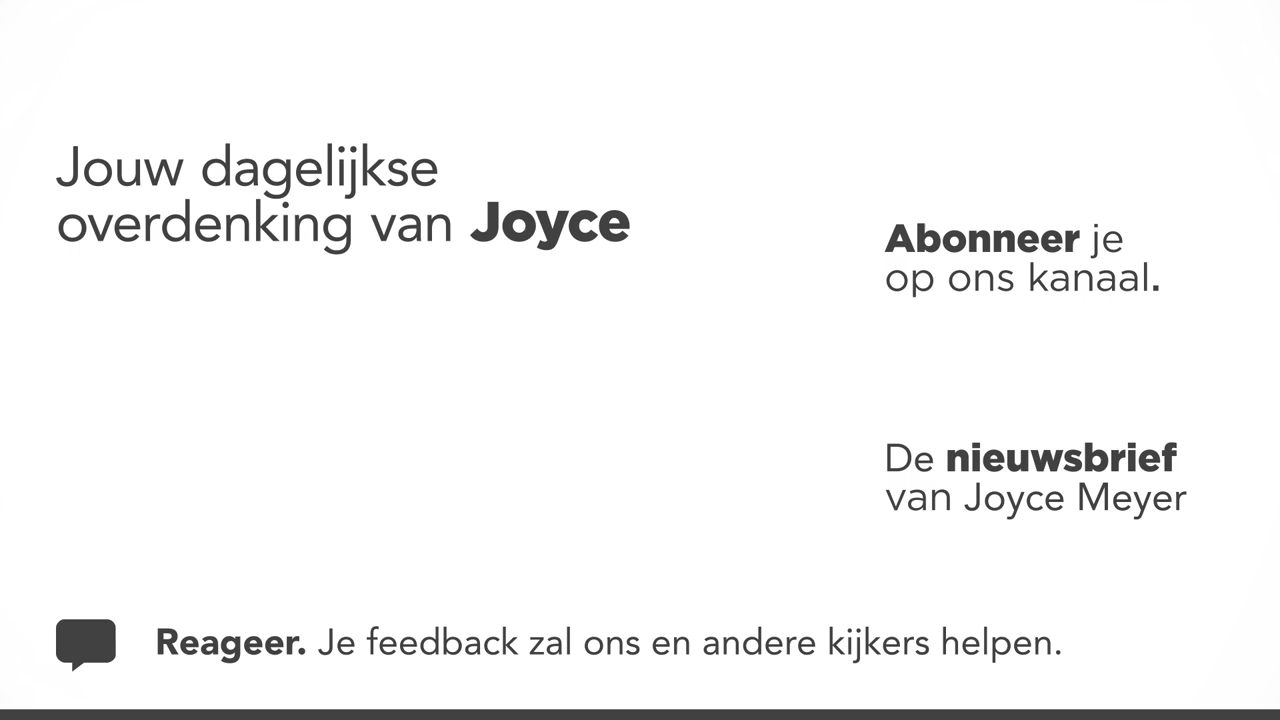 Jouw dagelijkse
overdenking van Joyce
Abonneer je
op ons kanaal.
De nieuwsbrief
van Joyce Meyer
Reageer. Je feedback zal ons en andere kijkers helpen.